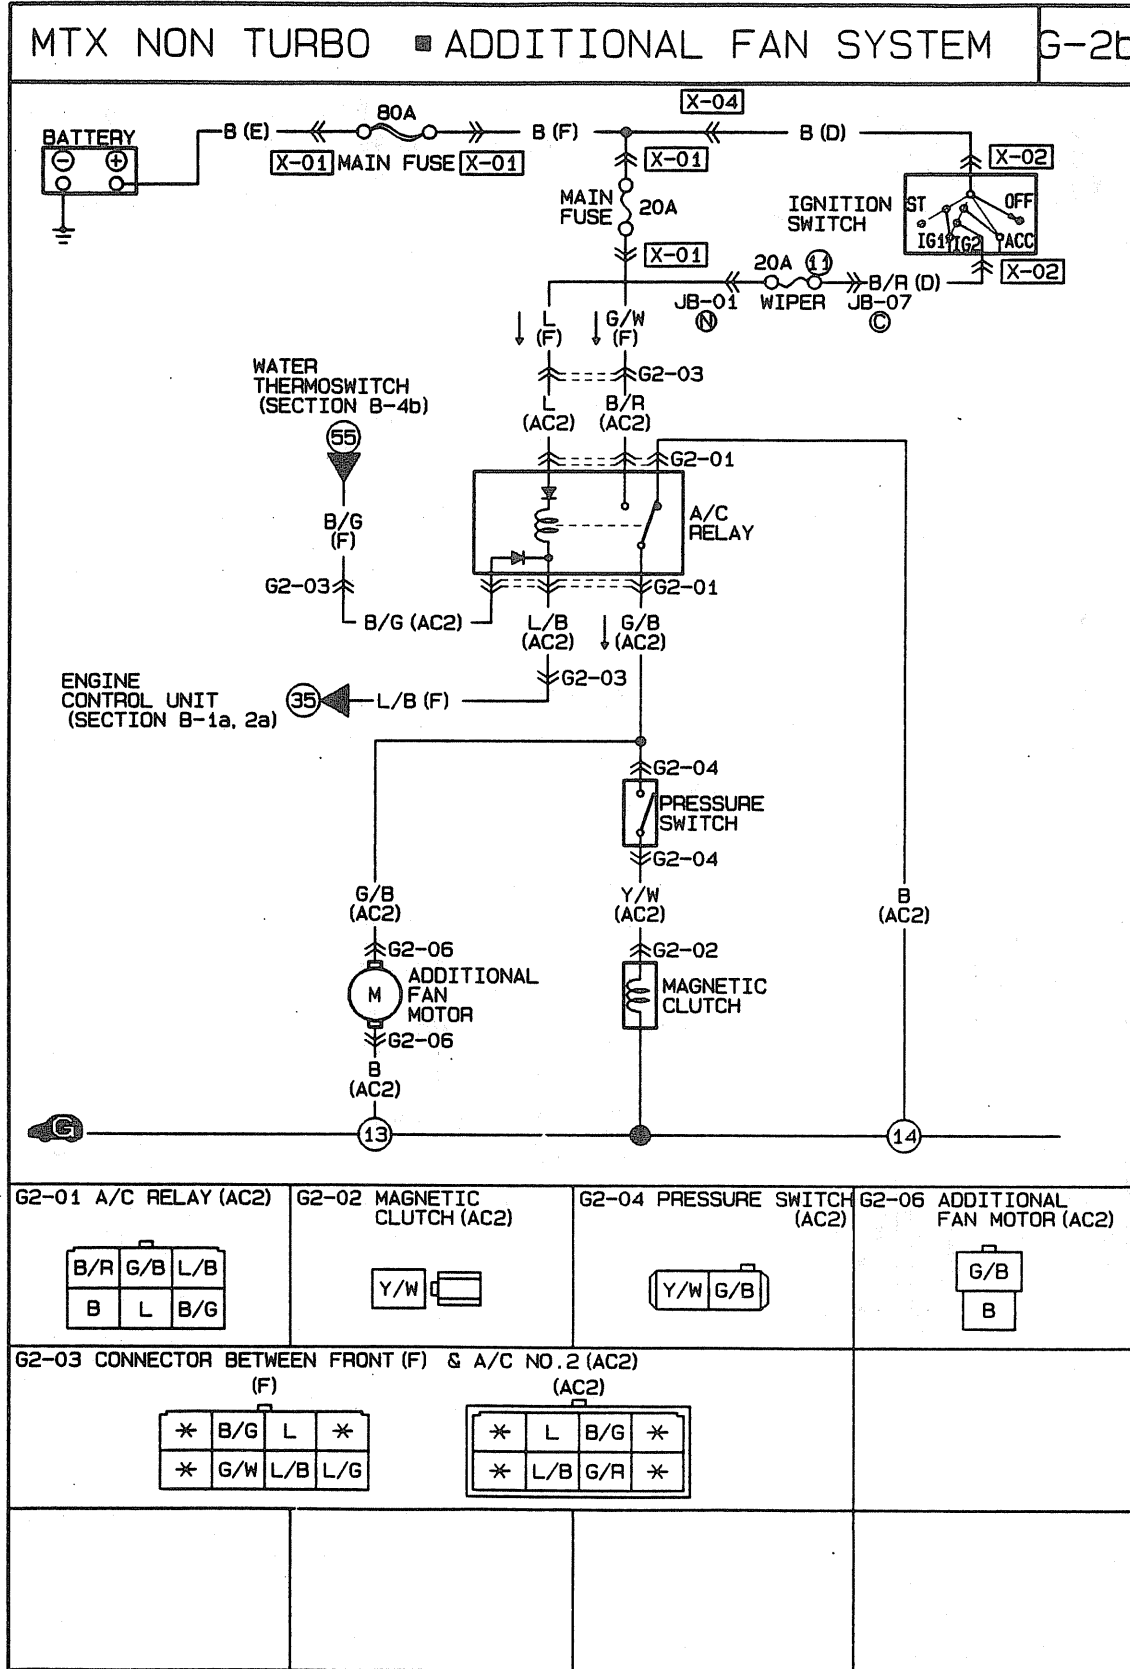 MTX NON TURBO ■ ADDITIONAL FAN SYSTEM
G-2b
X-04
80A
BATTERY
B (E)
B (F)
B (D)
X-01 MAIN FUSE X-01
X-01
X-02
MAIN
FUSE
20A
IGNITION
SWITCH
ST
OFF
IG1
IG2
ACC
X-01
20A
11
X-02
B/R (D)
JB-01
N
WIPER
JB-07
C
L
(F)
G/W
(F)
WATER
THERMOSWITCH
(SECTION B-4b)
G2-03
L
(AC2)
B/R
(AC2)
55
G2-01
B/G
(F)
A/C
RELAY
G2-03
G2-01
B/G (AC2)
L/B
(AC2)
G/B
(AC2)
G2-03
ENGINE
CONTROL UNIT
(SECTION B-1a, 2a)
35
L/B (F)
G2-04
PRESSURE
SWITCH
G2-04
G/B
(AC2)
Y/W
(AC2)
B
(AC2)
G2-06
G2-02
M
ADDITIONAL
FAN
MOTOR
MAGNETIC
CLUTCH
G2-06
B
(AC2)
G
13
14
G2-01 A/C RELAY (AC2)
B/R G/B L/B
B L B/G
G2-02 MAGNETIC
CLUTCH (AC2)
Y/W
G2-04 PRESSURE SWITCH
(AC2)
Y/W G/B
G2-06 ADDITIONAL
FAN MOTOR (AC2)
G/B
B
G2-03 CONNECTOR BETWEEN FRONT (F) & A/C NO.2 (AC2)
(F)
* B/G L *
* G/W L/B L/G
(AC2)
* L B/G *
* L/B G/R *